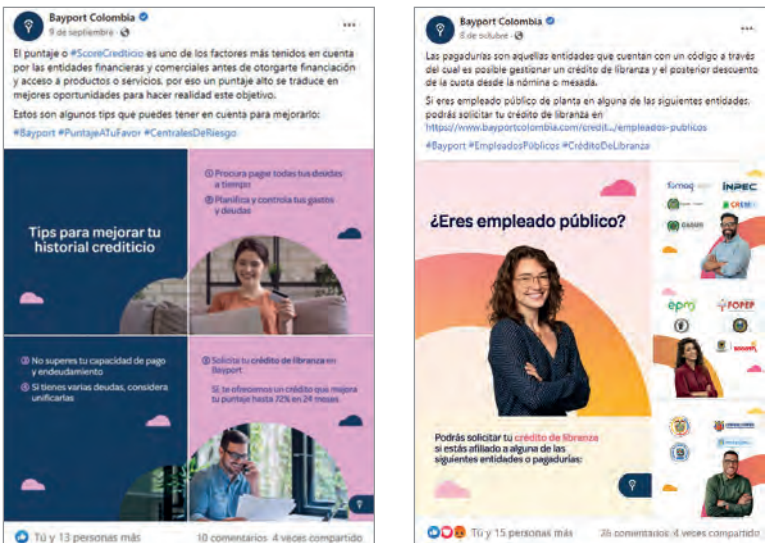 Bayport Colombia
9 de septiembre
El puntaje o #ScoreCrediticio es uno de los factores más tenidos en cuenta
por las entidades financieras y comerciales antes de otorgarte financiación
y acceso a productos o servicios, por eso un puntaje alto se traduce en
mejores oportunidades para hacer realidad este objetivo.
Estos son algunos tips que puedes tener en cuenta para mejorarlo:
#Bayport #PuntajeATuFavor #CentralesDeRiesgo
Tips para mejorar tu
historial crediticio
① Procura pagar todas tus deudas
a tiempo
② Planifica y controla tus gastos
y deudas
③ No superes tu capacidad de pago
y endeudamiento
④ Si tienes varias deudas, considera
unificarlas
Solicita tu crédito de libranza en
Bayport
Sí, te ofrecemos un crédito que mejora
tu puntaje hasta 72% en 24 meses
Tú y 13 personas más
10 comentarios 4 veces compartido
Bayport Colombia
8 de octubre
Las pagadurías son aquellas entidades que cuentan con un código a través
del cual es posible gestionar un crédito de libranza y el posterior descuento
de la cuota desde la nómina o mesada.
Si eres empleado público de planta en alguna de las siguientes entidades,
podrás solicitar tu crédito de libranza en
https://www.bayportcolombia.com/credit.../empleados-publicos
#Bayport #EmpleadosPúblicos #CréditoDeLibranza
¿Eres empleado público?
fomag
INPEC
CREMIL
CASUR
epm
FOPEP
BOGOTÁ
Podrás solicitar tu crédito de libranza
si estás afiliado a alguna de las
siguientes entidades o pagadurías:
Tú y 15 personas más
26 comentarios 4 veces compartido